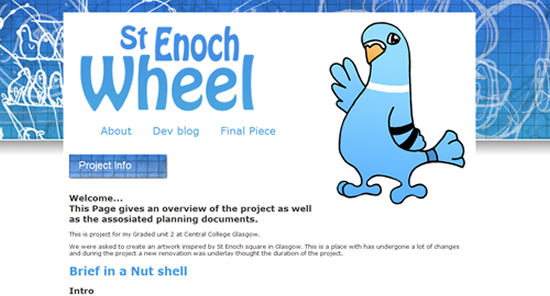 St Enoch
Wheel
About Dev blog Final Piece
Project Info
Welcome...
This Page gives an overview of the project as well
as the assosiated planning documents.
This is project for my Graded unit 2 at Central College Glasgow.
We were asked to create an artwork inspired by St Enoch square in Glasgow. This is a place with has undergone a lot of changes
and during the project a new renovation was underlay thought the duration of the project.
Brief in a Nut shell
Intro